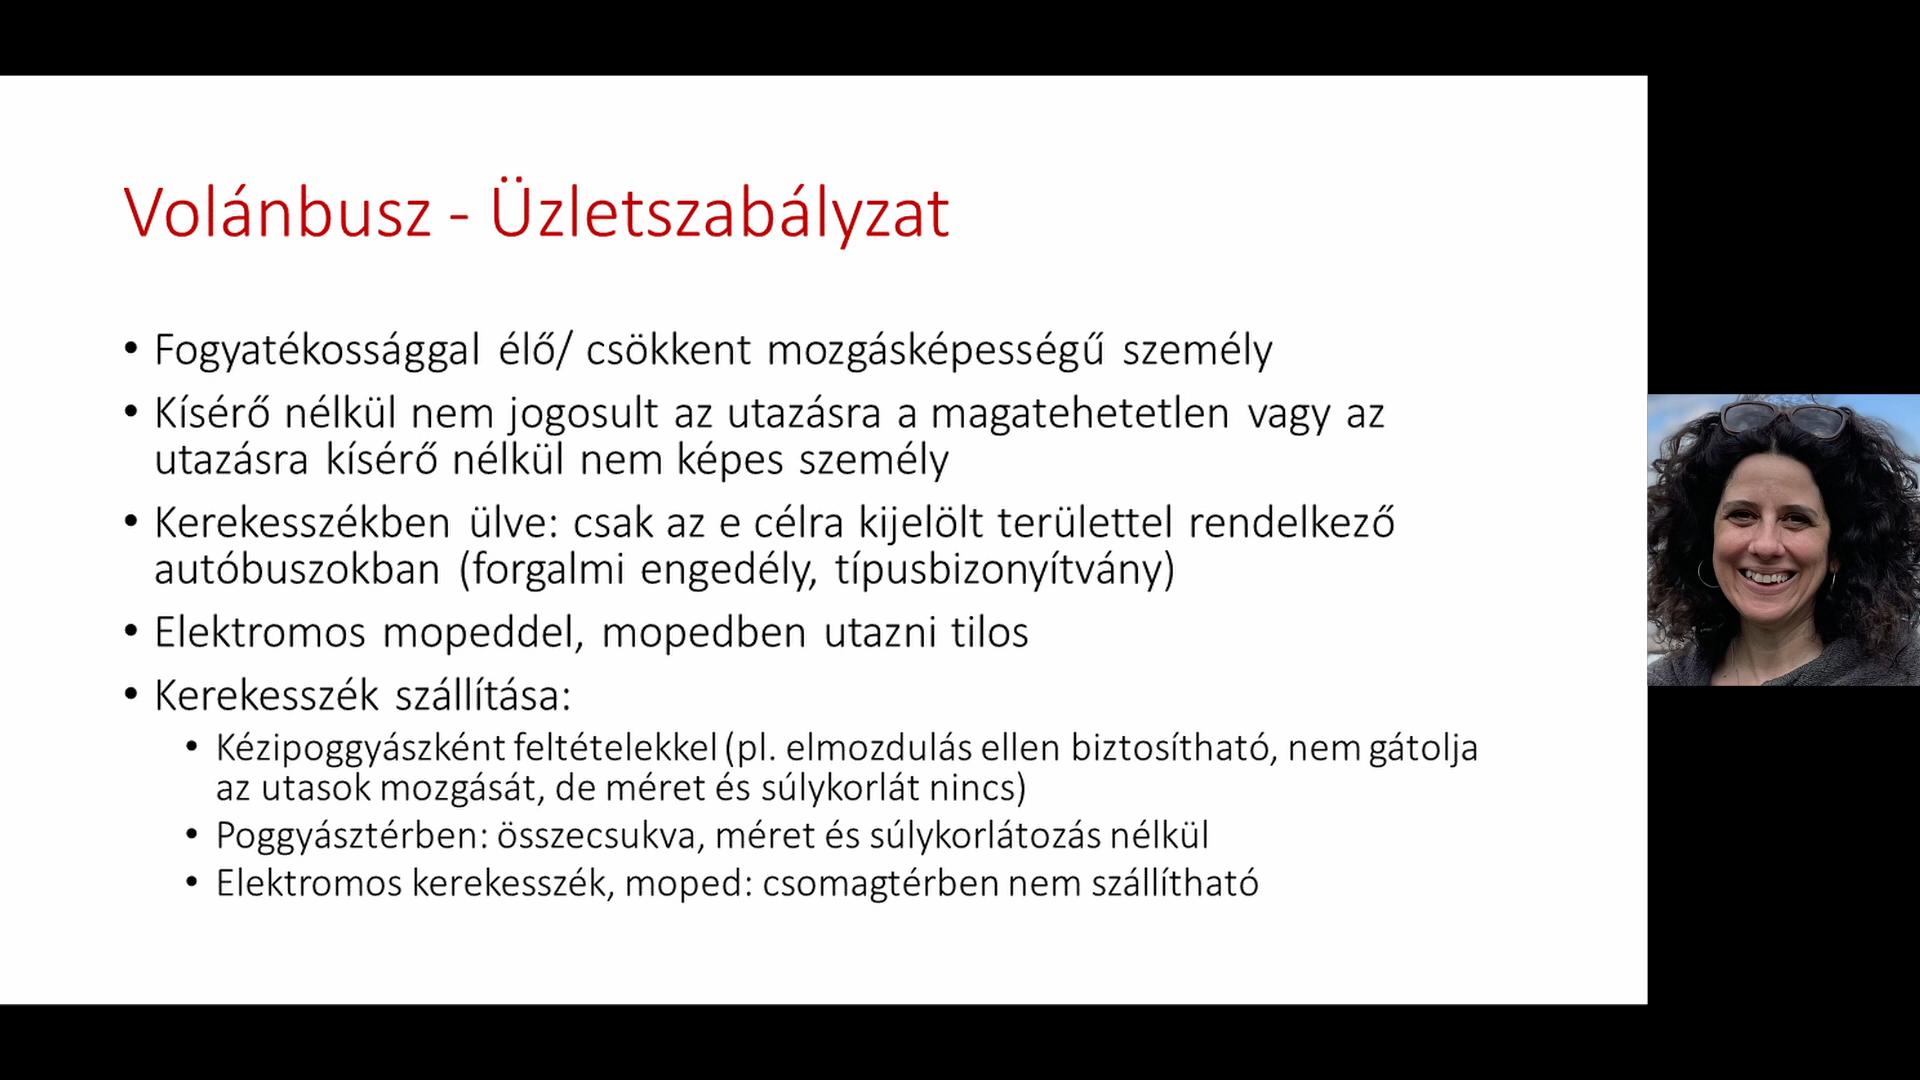 Volánbusz - Üzletszabályzat
• Fogyatékossággal élő/ csökkent mozgásképességű személy
• Kísérő nélkül nem jogosult az utazásra a magatehetetlen vagy az
utazásra kísérő nélkül nem képes személy
• Kerekesszékben ülve: csak az e célra kijelölt területtel rendelkező
autóbuszokban (forgalmi engedély, típusbizonyítvány)
• Elektromos mopeddel, mopedben utazni tilos
• Kerekesszék szállítása:
• Kézipoggyászként feltételekkel (pl. elmozdulás ellen biztosítható, nem gátolja
az utasok mozgását, de méret és súlykorlát nincs)
• Poggyásztérben: összecsukva, méret és súlykorlátozás nélkül
• Elektromos kerekesszék, moped: csomagtérben nem szállítható